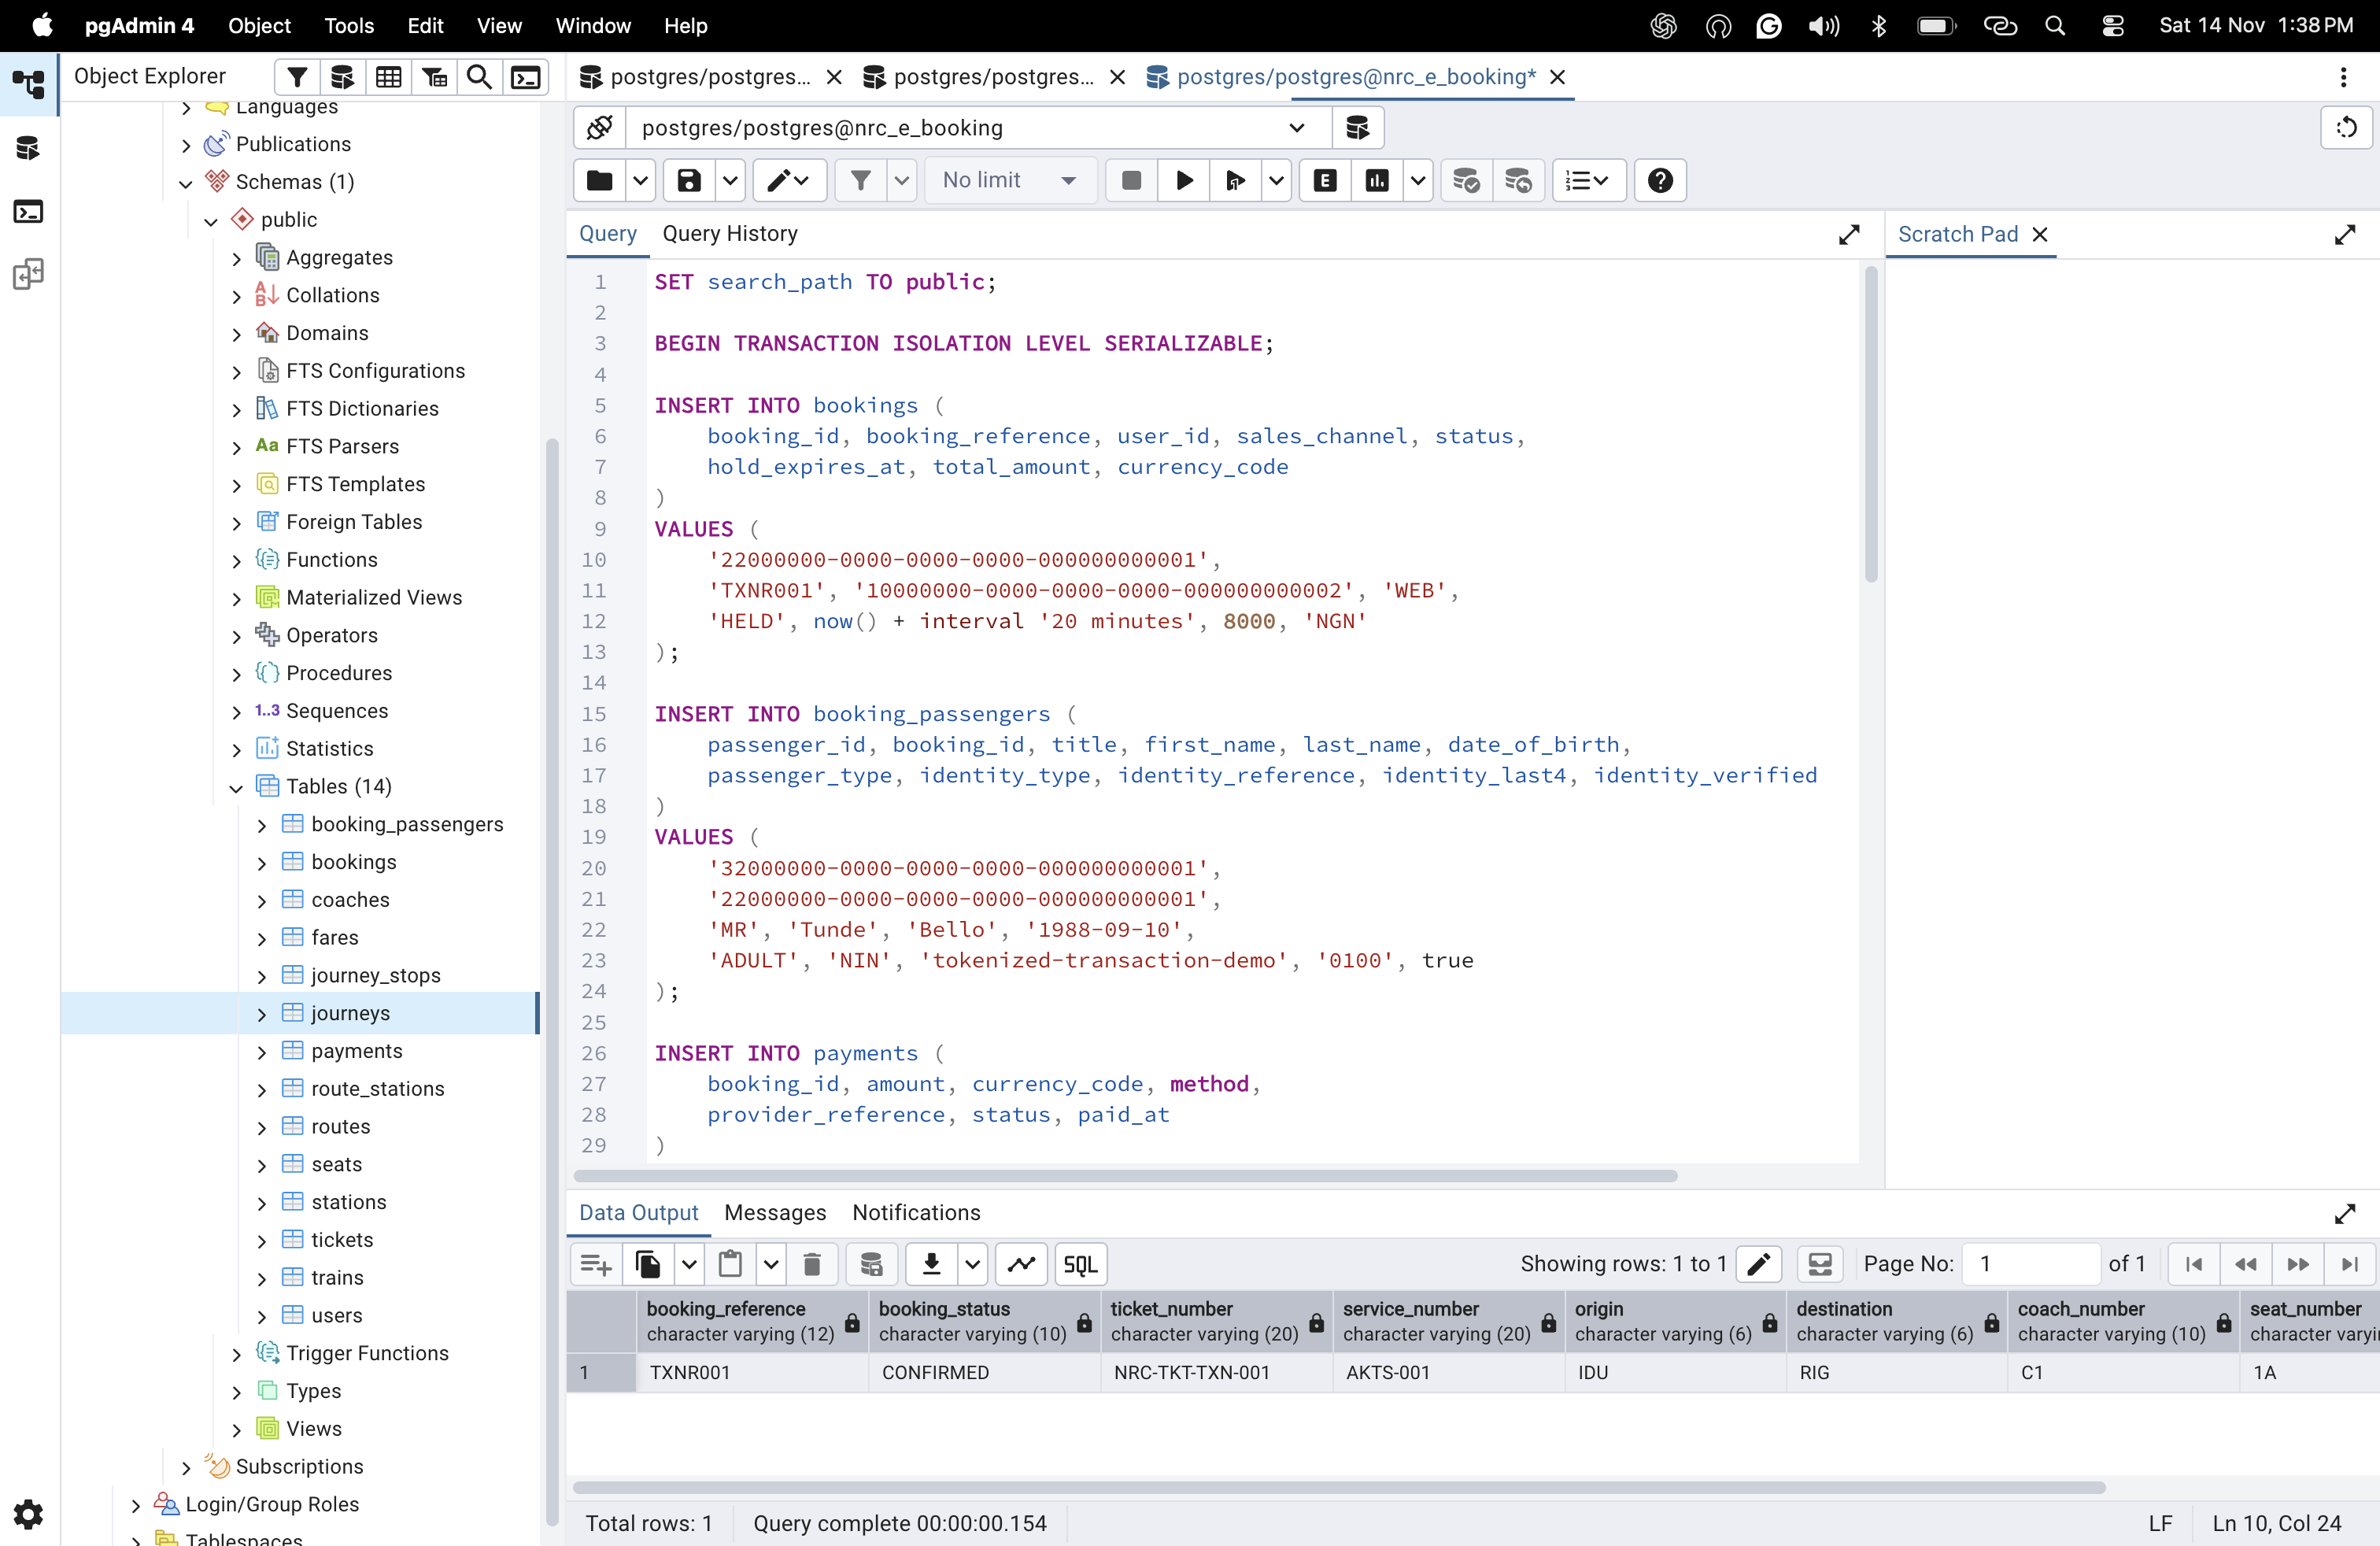 pgAdmin 4 Object Tools Edit View Window Help Sat 14 Nov 1:38 PM
Object Explorer
Languages
Publications
Schemas (1)
public
Aggregates
Collations
Domains
FTS Configurations
FTS Dictionaries
Aa FTS Parsers
FTS Templates
Foreign Tables
Functions
Materialized Views
Operators
Procedures
1..3 Sequences
Statistics
Tables (14)
booking_passengers
bookings
coaches
fares
journey_stops
journeys
payments
route_stations
routes
seats
stations
tickets
trains
users
Trigger Functions
Types
Views
Subscriptions
Login/Group Roles
Tablespaces
postgres/postgres... postgres/postgres... postgres/postgres@nrc_e_booking*
postgres/postgres@nrc_e_booking
No limit E
Query Query History
Scratch Pad
1 SET search_path TO public;
2
3 BEGIN TRANSACTION ISOLATION LEVEL SERIALIZABLE;
4
5 INSERT INTO bookings (
6 booking_id, booking_reference, user_id, sales_channel, status,
7 hold_expires_at, total_amount, currency_code
8 )
9 VALUES (
10 '22000000-0000-0000-0000-000000000001',
11 'TXNR001', '10000000-0000-0000-0000-000000000002', 'WEB',
12 'HELD', now() + interval '20 minutes', 8000, 'NGN'
13 );
14
15 INSERT INTO booking_passengers (
16 passenger_id, booking_id, title, first_name, last_name, date_of_birth,
17 passenger_type, identity_type, identity_reference, identity_last4, identity_verified
18 )
19 VALUES (
20 '32000000-0000-0000-0000-000000000001',
21 '22000000-0000-0000-0000-000000000001',
22 'MR', 'Tunde', 'Bello', '1988-09-10',
23 'ADULT', 'NIN', 'tokenized-transaction-demo', '0100', true
24 );
25
26 INSERT INTO payments (
27 booking_id, amount, currency_code, method,
28 provider_reference, status, paid_at
29 )
Data Output Messages Notifications
SQL Showing rows: 1 to 1 Page No: 1 of 1
booking_reference booking_status ticket_number service_number origin destination coach_number seat_number
character varying (12) character varying (10) character varying (20) character varying (20) character varying (6) character varying (6) character varying (10) character varyi
1 TXNR001 CONFIRMED NRC-TKT-TXN-001 AKTS-001 IDU RIG C1 1A
Total rows: 1 Query complete 00:00:00.154 LF Ln 10, Col 24